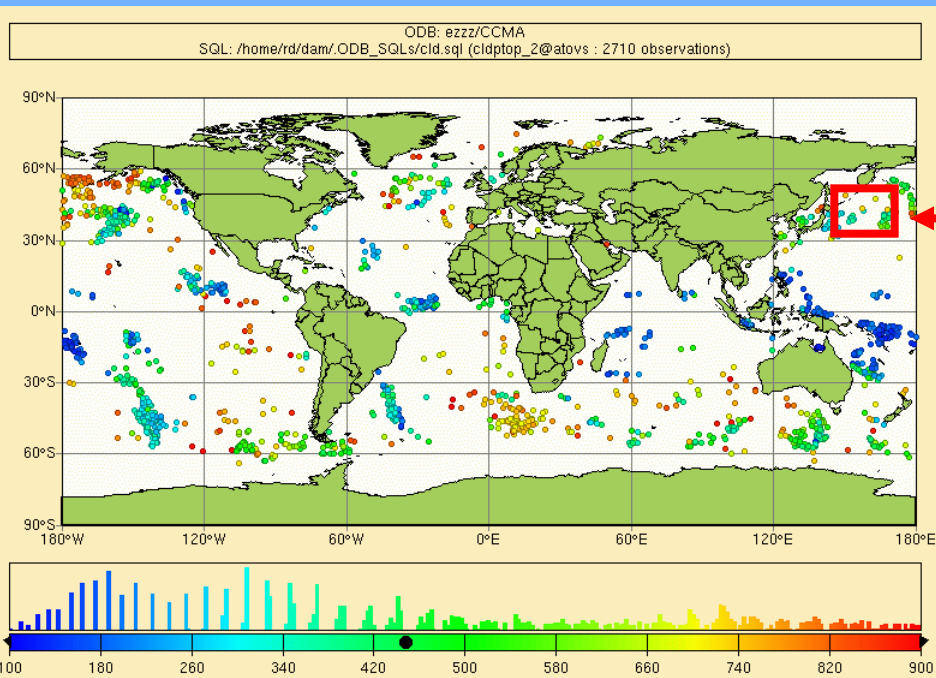 ODB: ezzz/CCMA
SQL: /home/rd/dam/.ODB_SQLs/cld.sql (cldptop_2@atovs : 2710 observations)
90°N
60°N
30°N
0°N
30°S
60°S
90°S
180°W 120°W 60°W 0°E 60°E 120°E 180°E
100 180 260 340 420 500 580 660 740 820 900